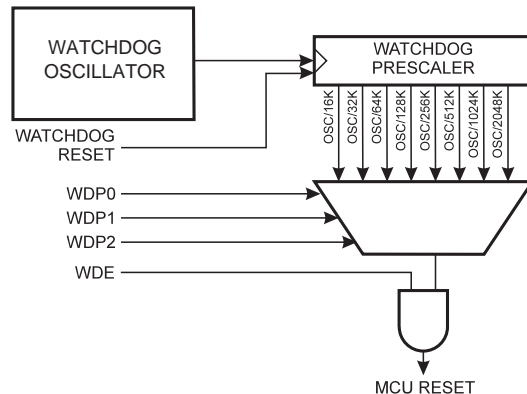 WATCHDOG
OSCILLATOR
WATCHDOG
PRESCALER
WATCHDOG
RESET
OSC/16K
OSC/32K
OSC/64K
OSC/128K
OSC/256K
OSC/512K
OSC/1024K
OSC/2048K
WDP0
WDP1
WDP2
WDE
MCU RESET